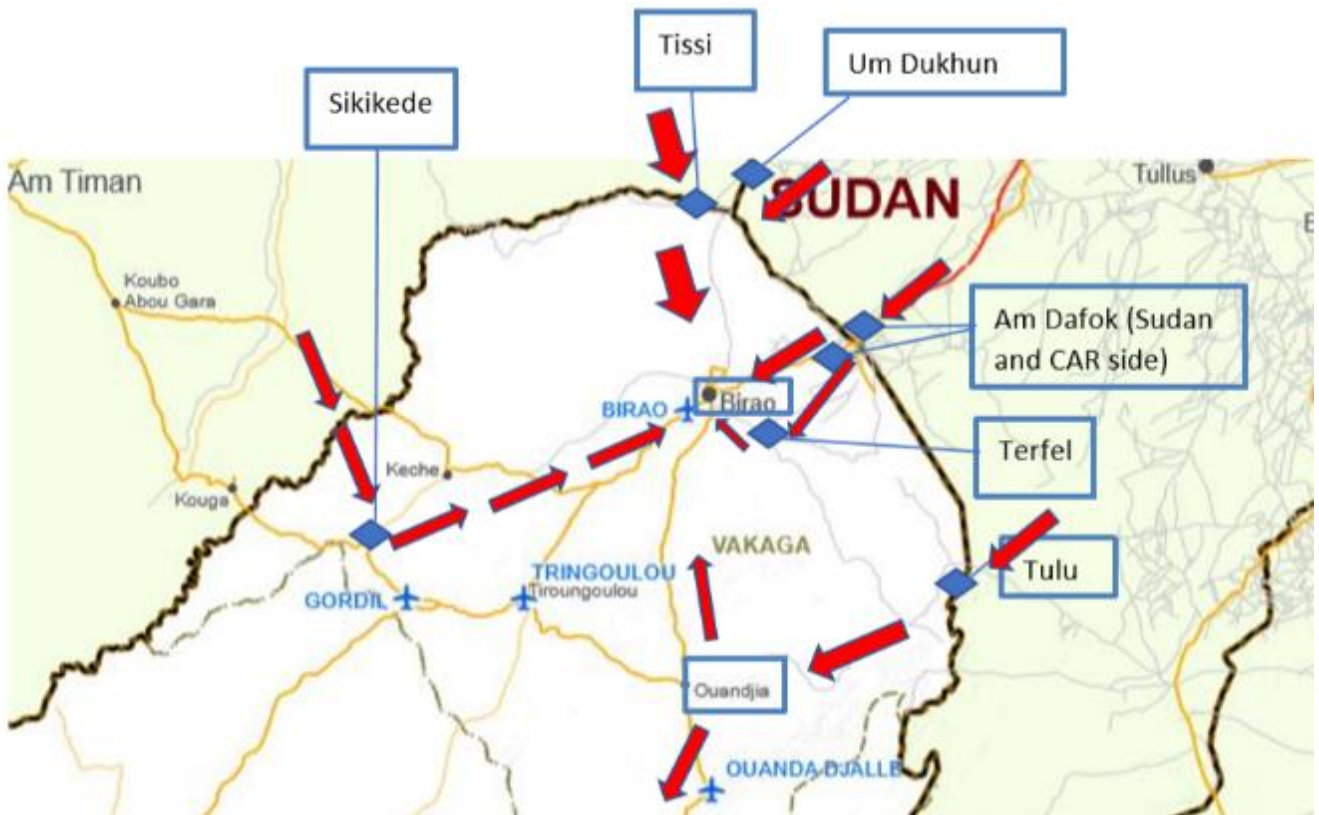 Tissi
Um Dukhun
Sikikede
Am Timan
SUDAN
Tullus
Koubo
Abou Gara
Am Dafok (Sudan
and CAR side)
BIRAO
Birao
Terfel
Keche
Kouga
VAKAGA
Tulu
TRINGOULOU
Tiroungoulou
GORDIL
Ouandjia
OUANDA DJALLE